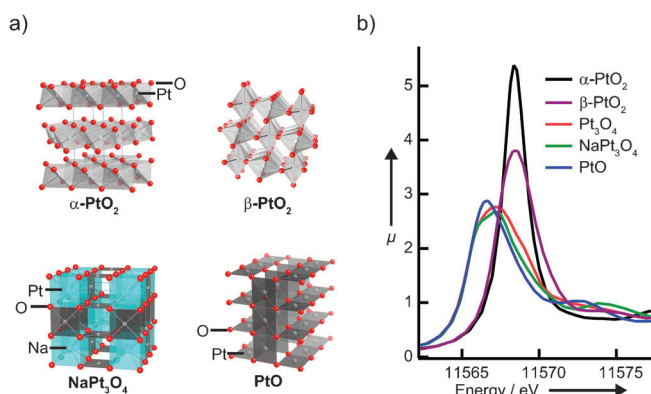 a)
O
Pt
α-PtO₂
β-PtO₂
Pt
O
Na
NaPt₃O₄
O
Pt
PtO
b)
5
4
3
2
1
0
µ
α-PtO₂
β-PtO₂
Pt₃O₄
NaPt₃O₄
PtO
11565
11570
11575
Energy / eV